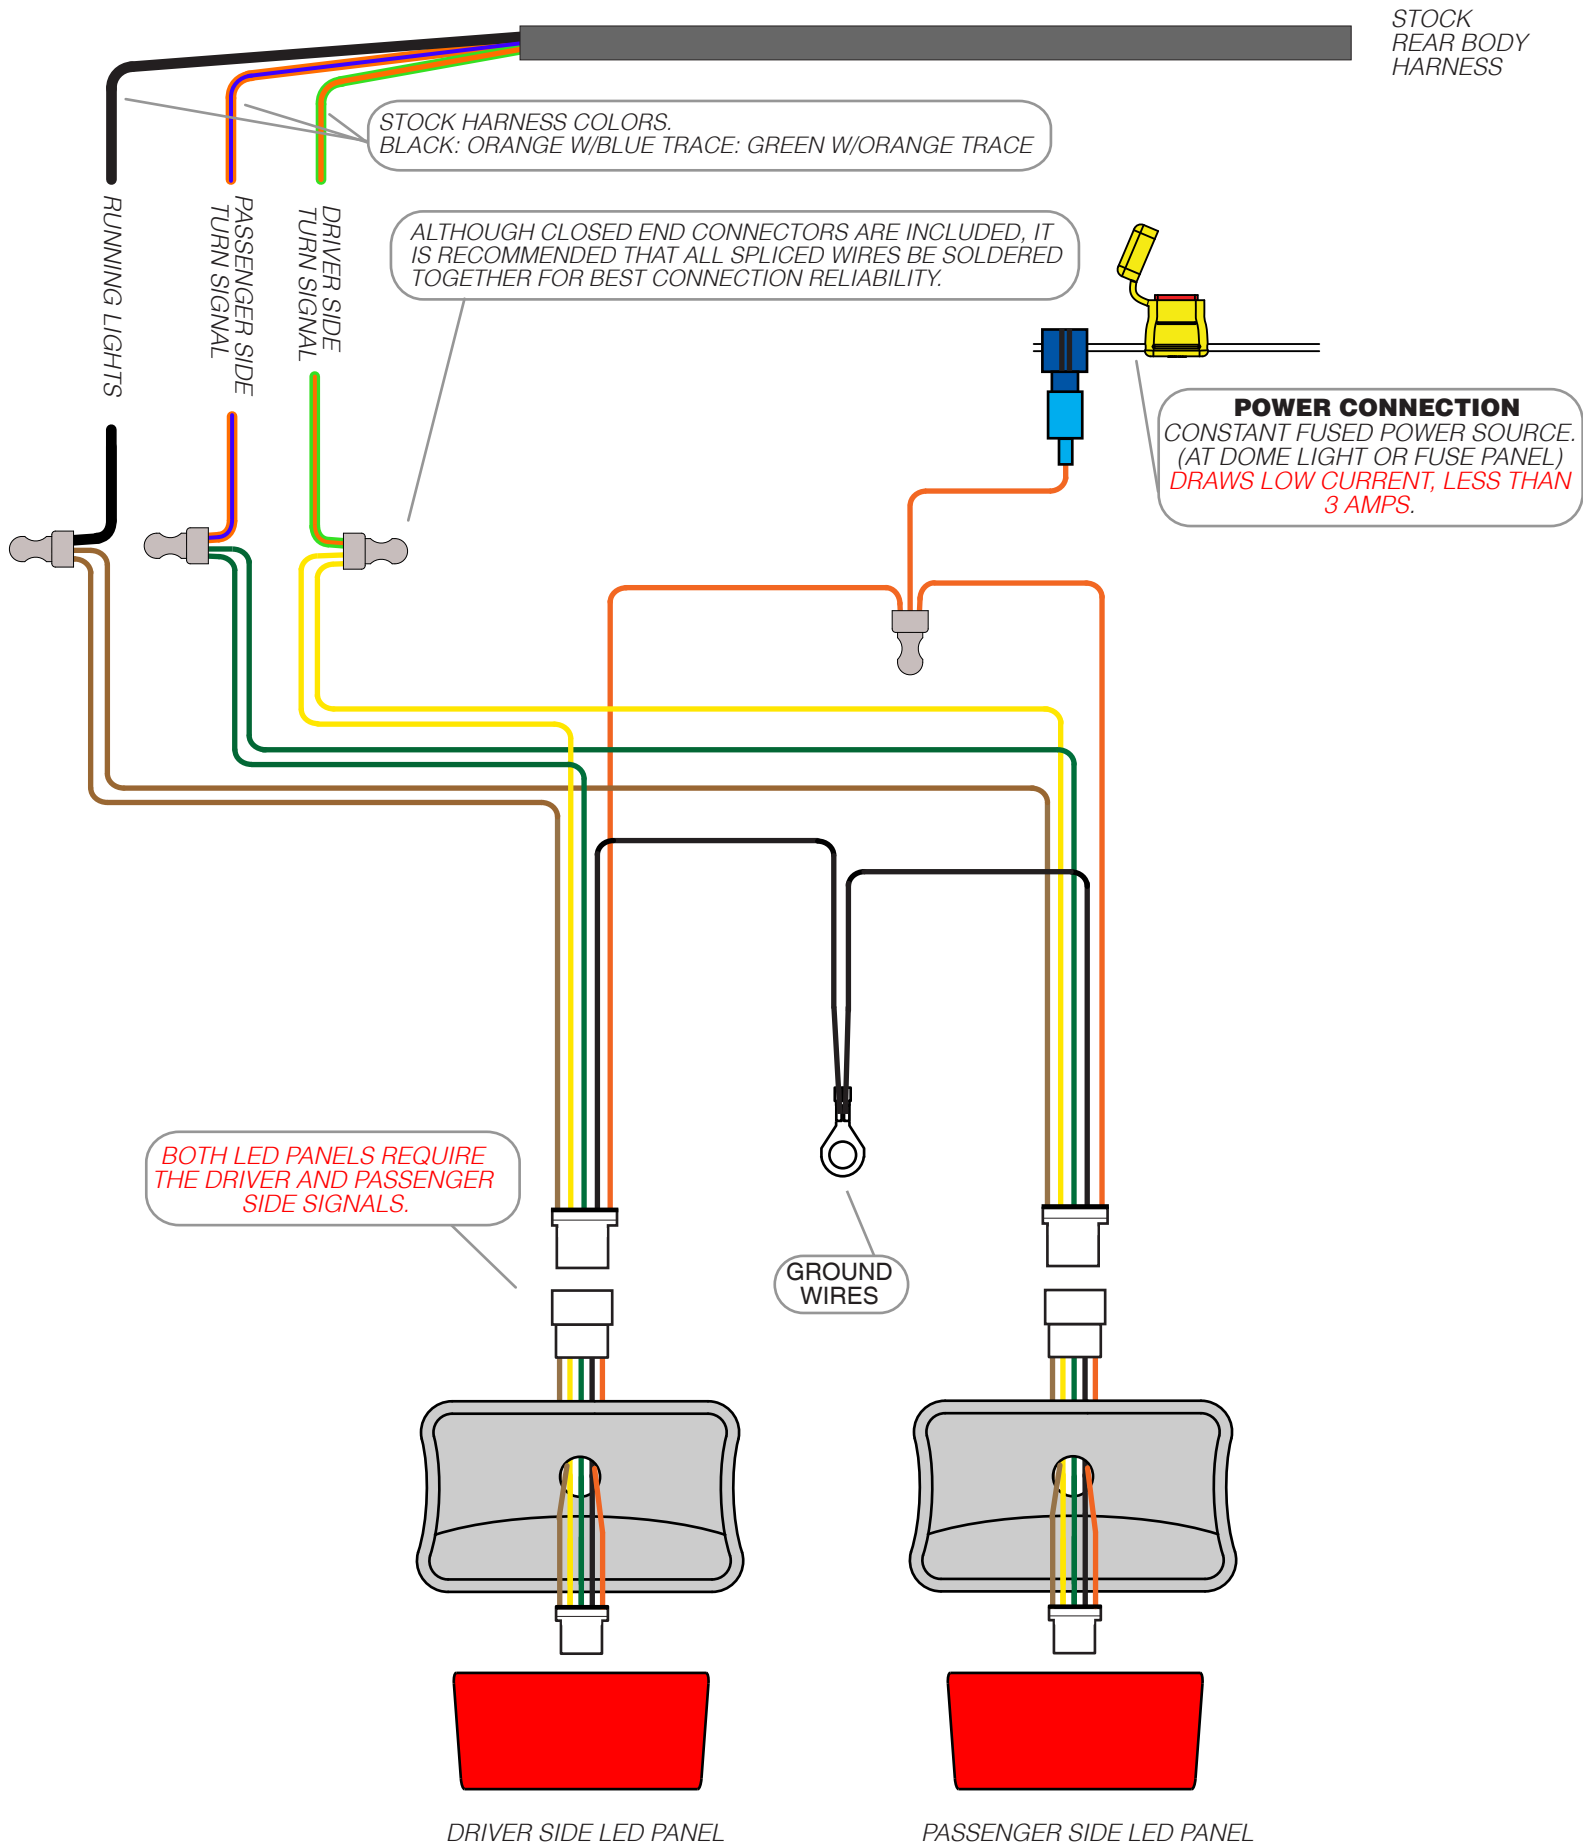 STOCK
REAR BODY
HARNESS
STOCK HARNESS COLORS.
BLACK: ORANGE W/BLUE TRACE: GREEN W/ORANGE TRACE
RUNNING LIGHTS
PASSENGER SIDE
TURN SIGNAL
DRIVER SIDE
TURN SIGNAL
ALTHOUGH CLOSED END CONNECTORS ARE INCLUDED, IT
IS RECOMMENDED THAT ALL SPLICED WIRES BE SOLDERED
TOGETHER FOR BEST CONNECTION RELIABILITY.
POWER CONNECTION
CONSTANT FUSED POWER SOURCE.
(AT DOME LIGHT OR FUSE PANEL)
DRAWS LOW CURRENT, LESS THAN
3 AMPS.
BOTH LED PANELS REQUIRE
THE DRIVER AND PASSENGER
SIDE SIGNALS.
GROUND
WIRES
DRIVER SIDE LED PANEL
PASSENGER SIDE LED PANEL